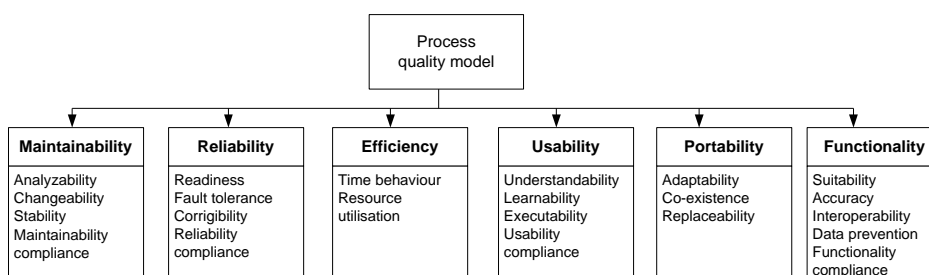 Process
quality model
Maintainability
Analyzability
Changeability
Stability
Maintainability
compliance
Reliability
Readiness
Fault tolerance
Corrigibility
Reliability
compliance
Efficiency
Time behaviour
Resource
utilisation
Usability
Understandability
Learnability
Executability
Usability
compliance
Portability
Adaptability
Co-existence
Replaceability
Functionality
Suitability
Accuracy
Interoperability
Data prevention
Functionality
compliance